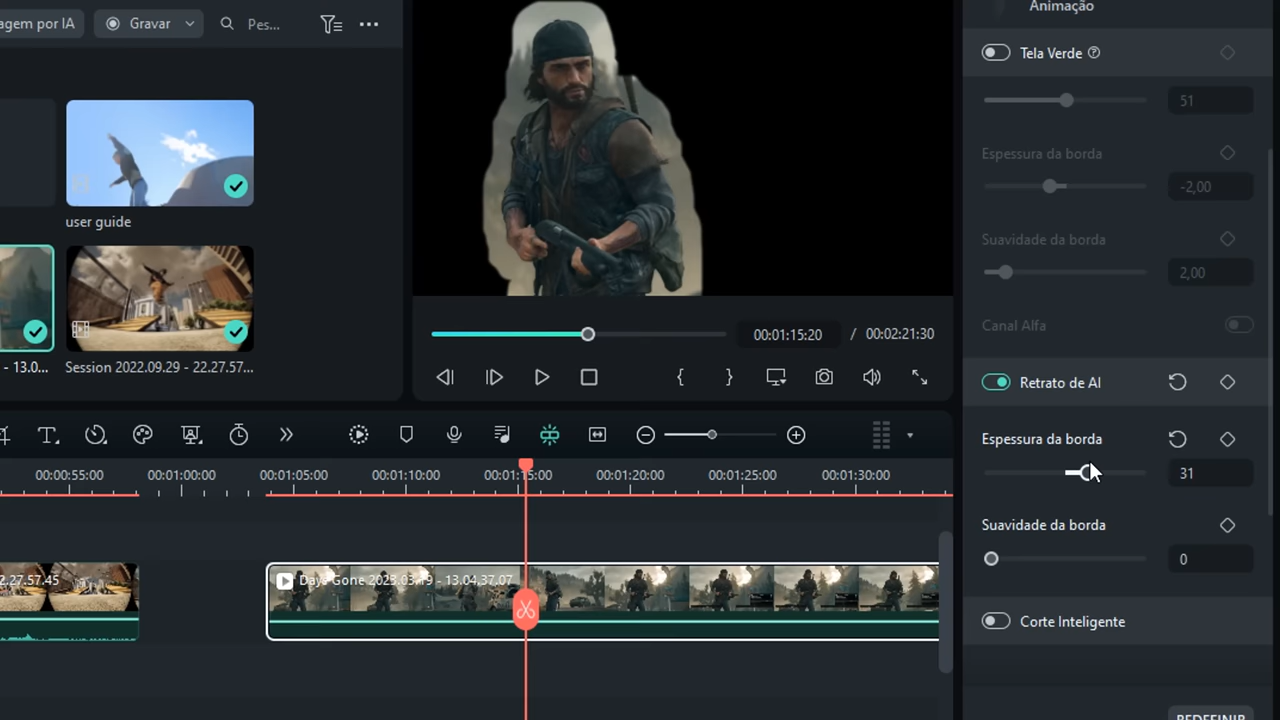 agem por IA
Gravar
Pes...
user guide
- 13.0...
Session 2022.09.29 - 22.27.57...
00:01:15:20 / 00:02:21:30
Animação
Tela Verde
51
Espessura da borda
-2,00
Suavidade da borda
2,00
Canal Alfa
Retrato de AI
Espessura da borda
31
Suavidade da borda
0
Corte Inteligente
REDEFINIR
00:00:55:00
00:01:00:00
00:01:05:00
00:01:10:00
00:01:15:00
00:01:20:00
00:01:25:00
00:01:30:00
2.27.57.45
Days Gone 2023.03.19 - 13.04.37.07